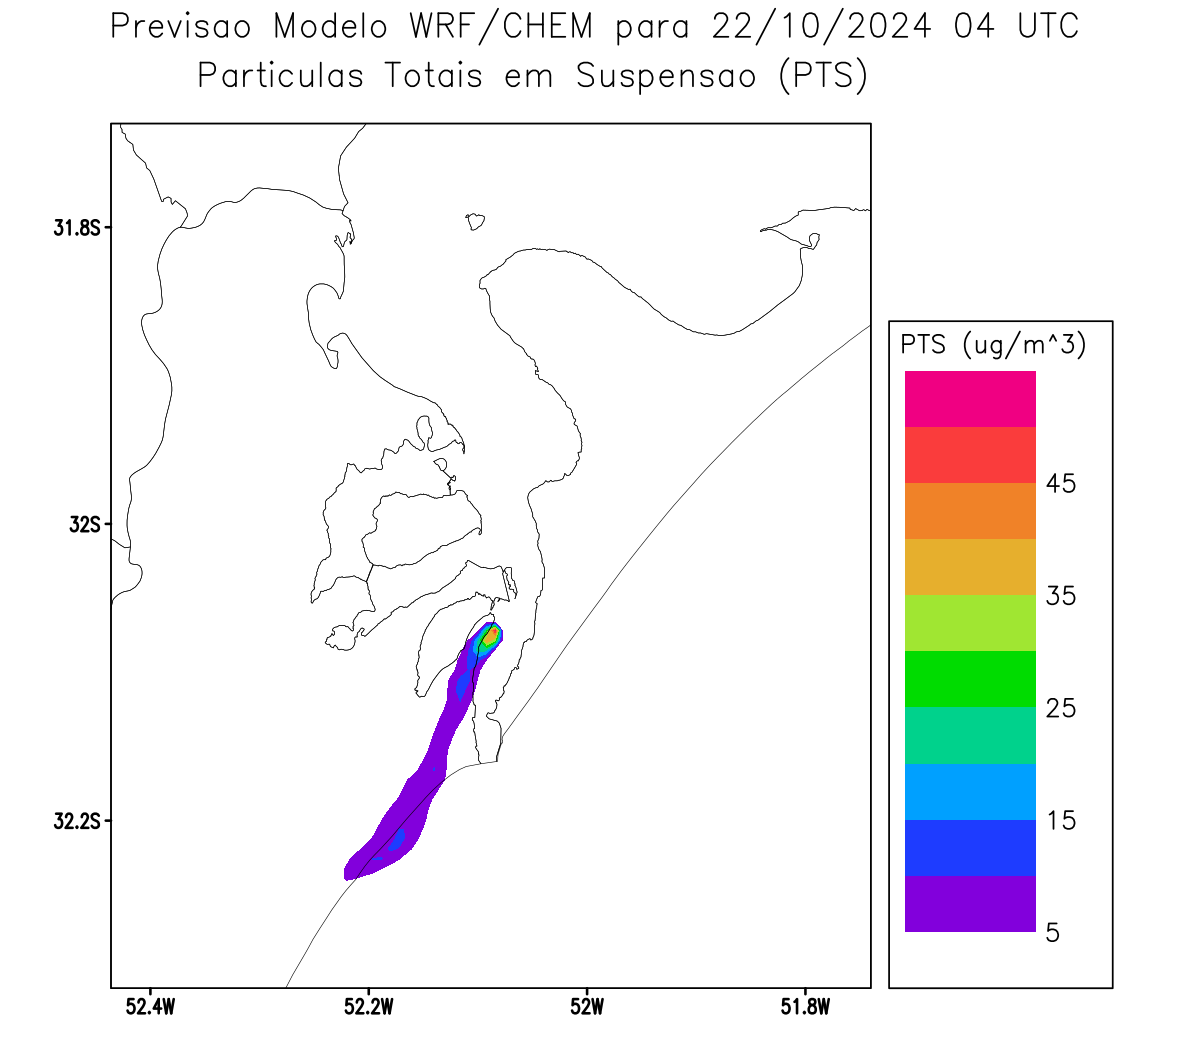 Previsao Modelo WRF/CHEM para 22/10/2024 04 UTC
Particulas Totais em Suspensao (PTS)
31.8S
32S
32.2S
52.4W
52.2W
52W
51.8W
PTS (ug/m^3)
45
35
25
15
5